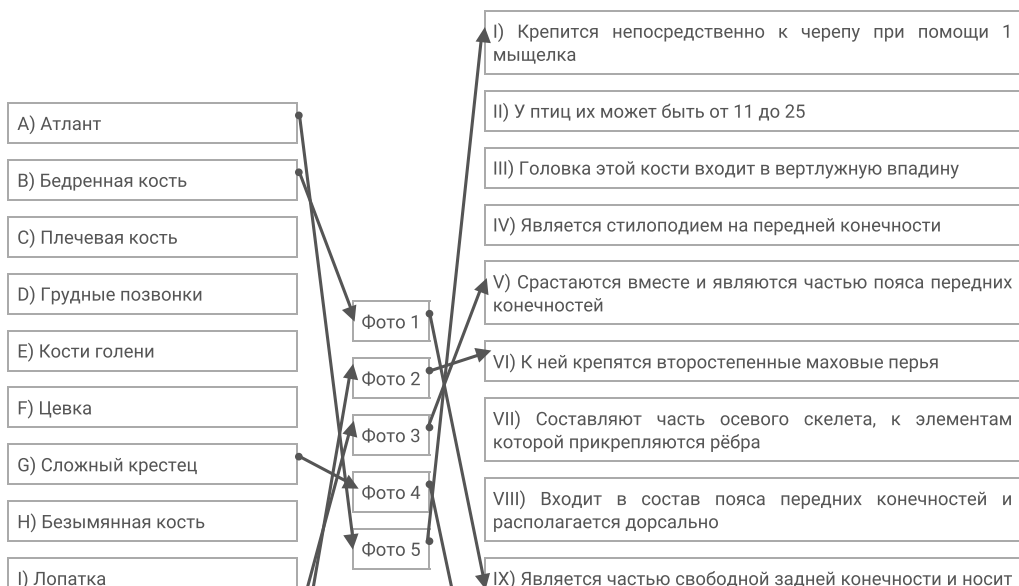 A) Атлант
B) Бедренная кость
C) Плечевая кость
D) Грудные позвонки
E) Кости голени
F) Цевка
G) Сложный крестец
H) Безымянная кость
I) Лопатка
Фото 1
Фото 2
Фото 3
Фото 4
Фото 5
I) Крепится непосредственно к черепу при помощи 1
мыщелка
II) У птиц их может быть от 11 до 25
III) Головка этой кости входит в вертлужную впадину
IV) Является стилоподием на передней конечности
V) Срастаются вместе и являются частью пояса передних
конечностей
VI) К ней крепятся второстепенные маховые перья
VII) Составляют часть осевого скелета, к элементам
которой прикрепляются рёбра
VIII) Входит в состав пояса передних конечностей и
располагается дорсально
IX) Является частью свободной задней конечности и носит